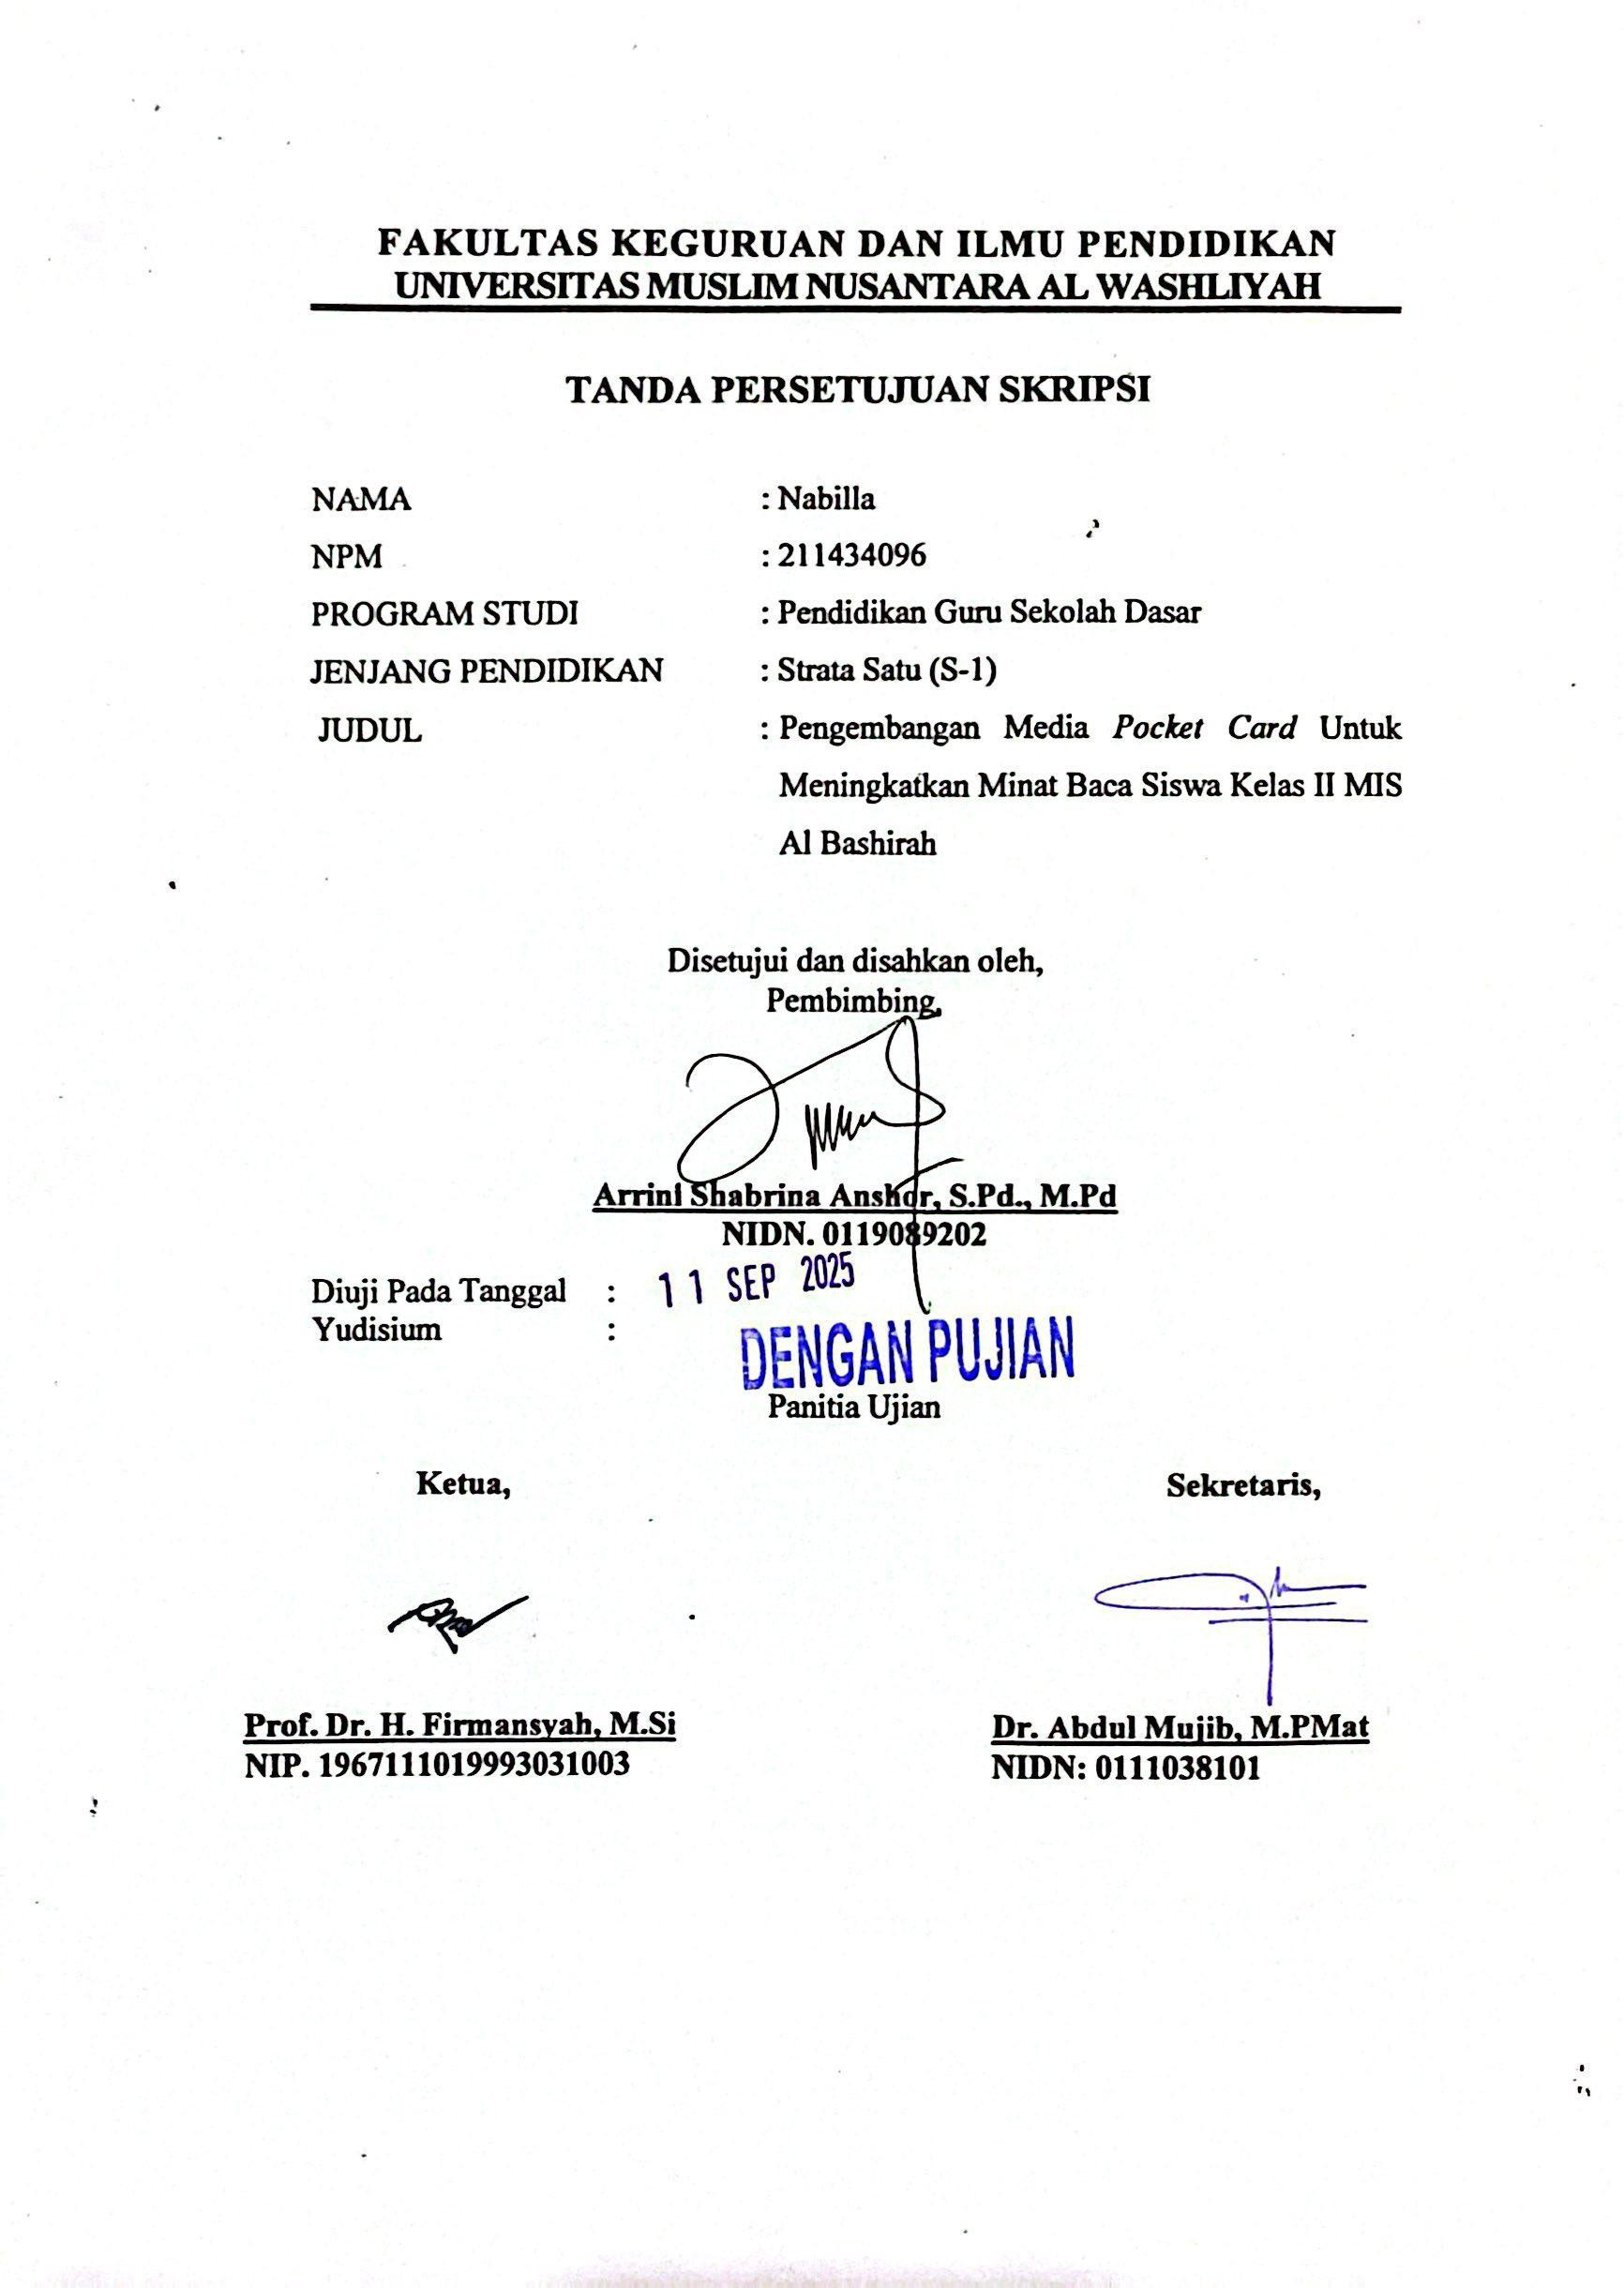 FAKULTAS KEGURUAN DAN ILMU PENDIDIKAN
UNIVERSITAS MUSLIM NUSANTARA AL WASHLIYAH
TANDA PERSETUJUAN SKRIPSI
NAMA : Nabilla
NPM : 211434096
PROGRAM STUDI : Pendidikan Guru Sekolah Dasar
JENJANG PENDIDIKAN : Strata Satu (S-1)
JUDUL : Pengembangan Media Pocket Card Untuk
Meningkatkan Minat Baca Siswa Kelas II MIS
Al Bashirah
Disetujui dan disahkan oleh,
Pembimbing,
Arrini Shabrina Anshor, S.Pd., M.Pd
NIDN. 0119089202
Diuji Pada Tanggal : 11 SEP 2025
Yudisium :
DENGAN PUJIAN
Panitia Ujian
Ketua, Sekretaris,
Prof. Dr. H. Firmansyah, M.Si Dr. Abdul Mujib, M.PMat
NIP. 1967111019993031003 NIDN: 0111038101